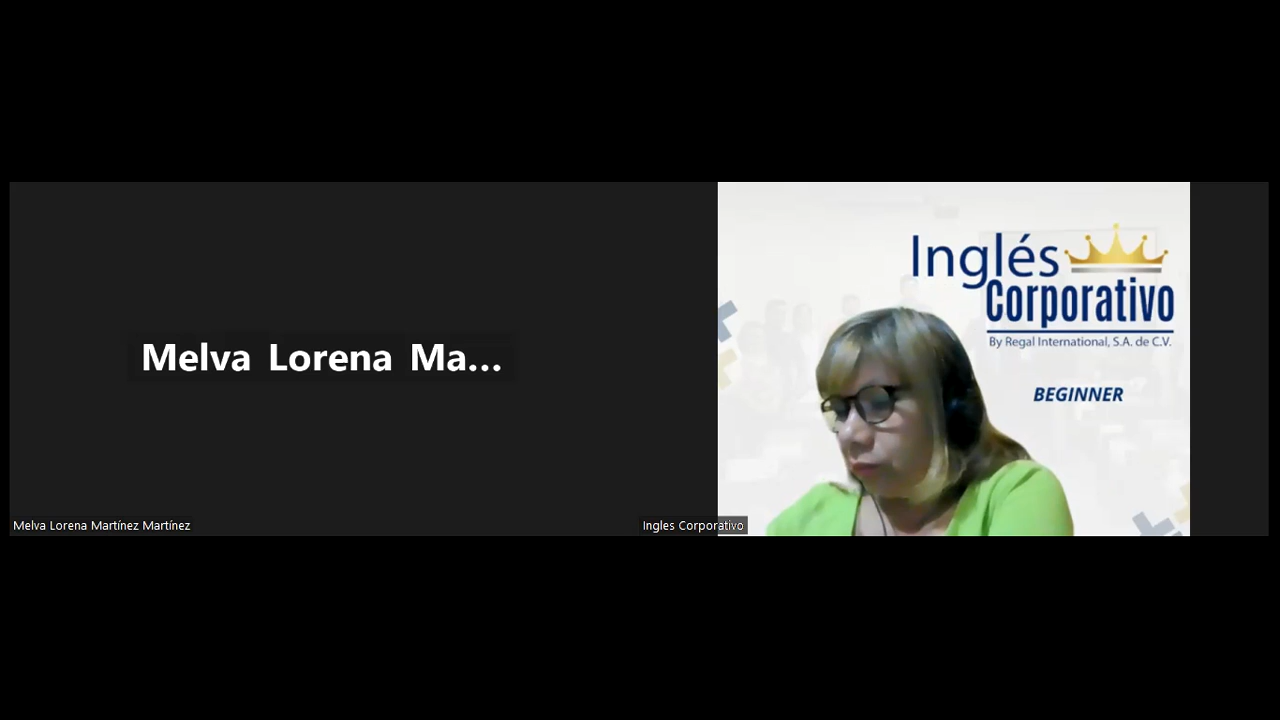 Melva Lorena Ma...
Melva Lorena Martínez Martínez
Inglés
Corporativo
By Regal International, S.A. de C.V.
BEGINNER
Ingles Corporativo